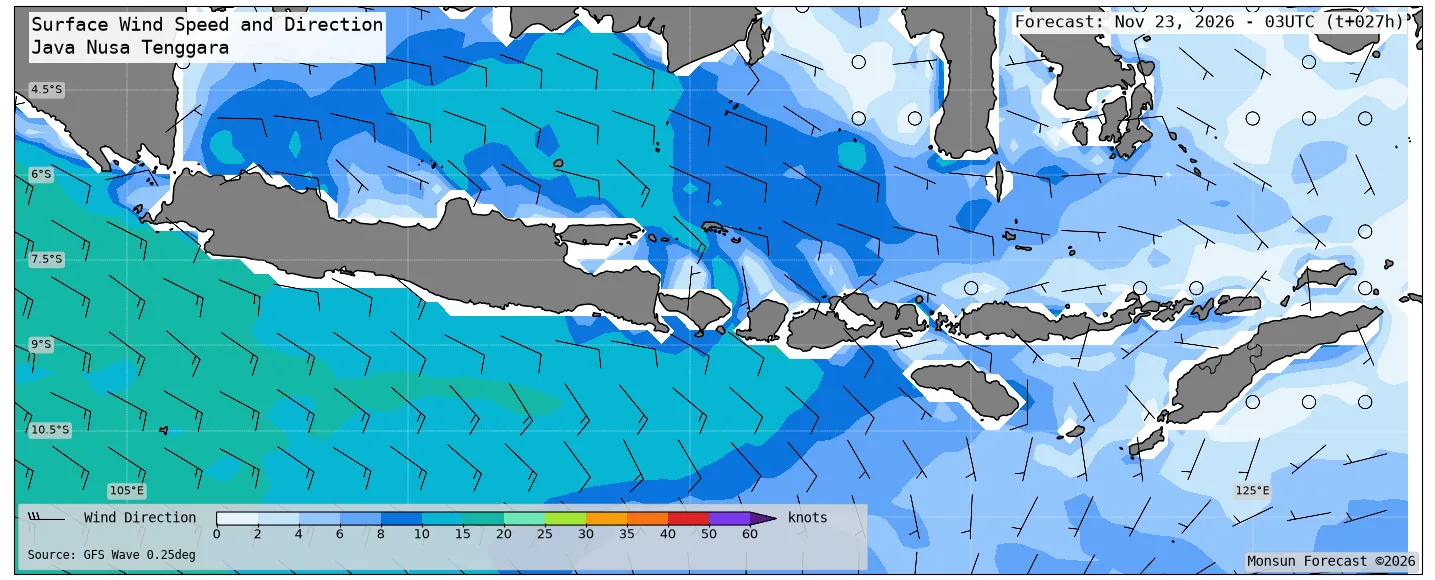 Surface Wind Speed and Direction
Java Nusa Tenggara
Forecast: Nov 23, 2026 - 03UTC (t+027h)
4.5°S
6°S
7.5°S
9°S
10.5°S
105°E
125°E
Wind Direction
0 2 4 6 8 10 15 20 25 30 35 40 50 60
knots
Source: GFS Wave 0.25deg
Monsun Forecast ©2026